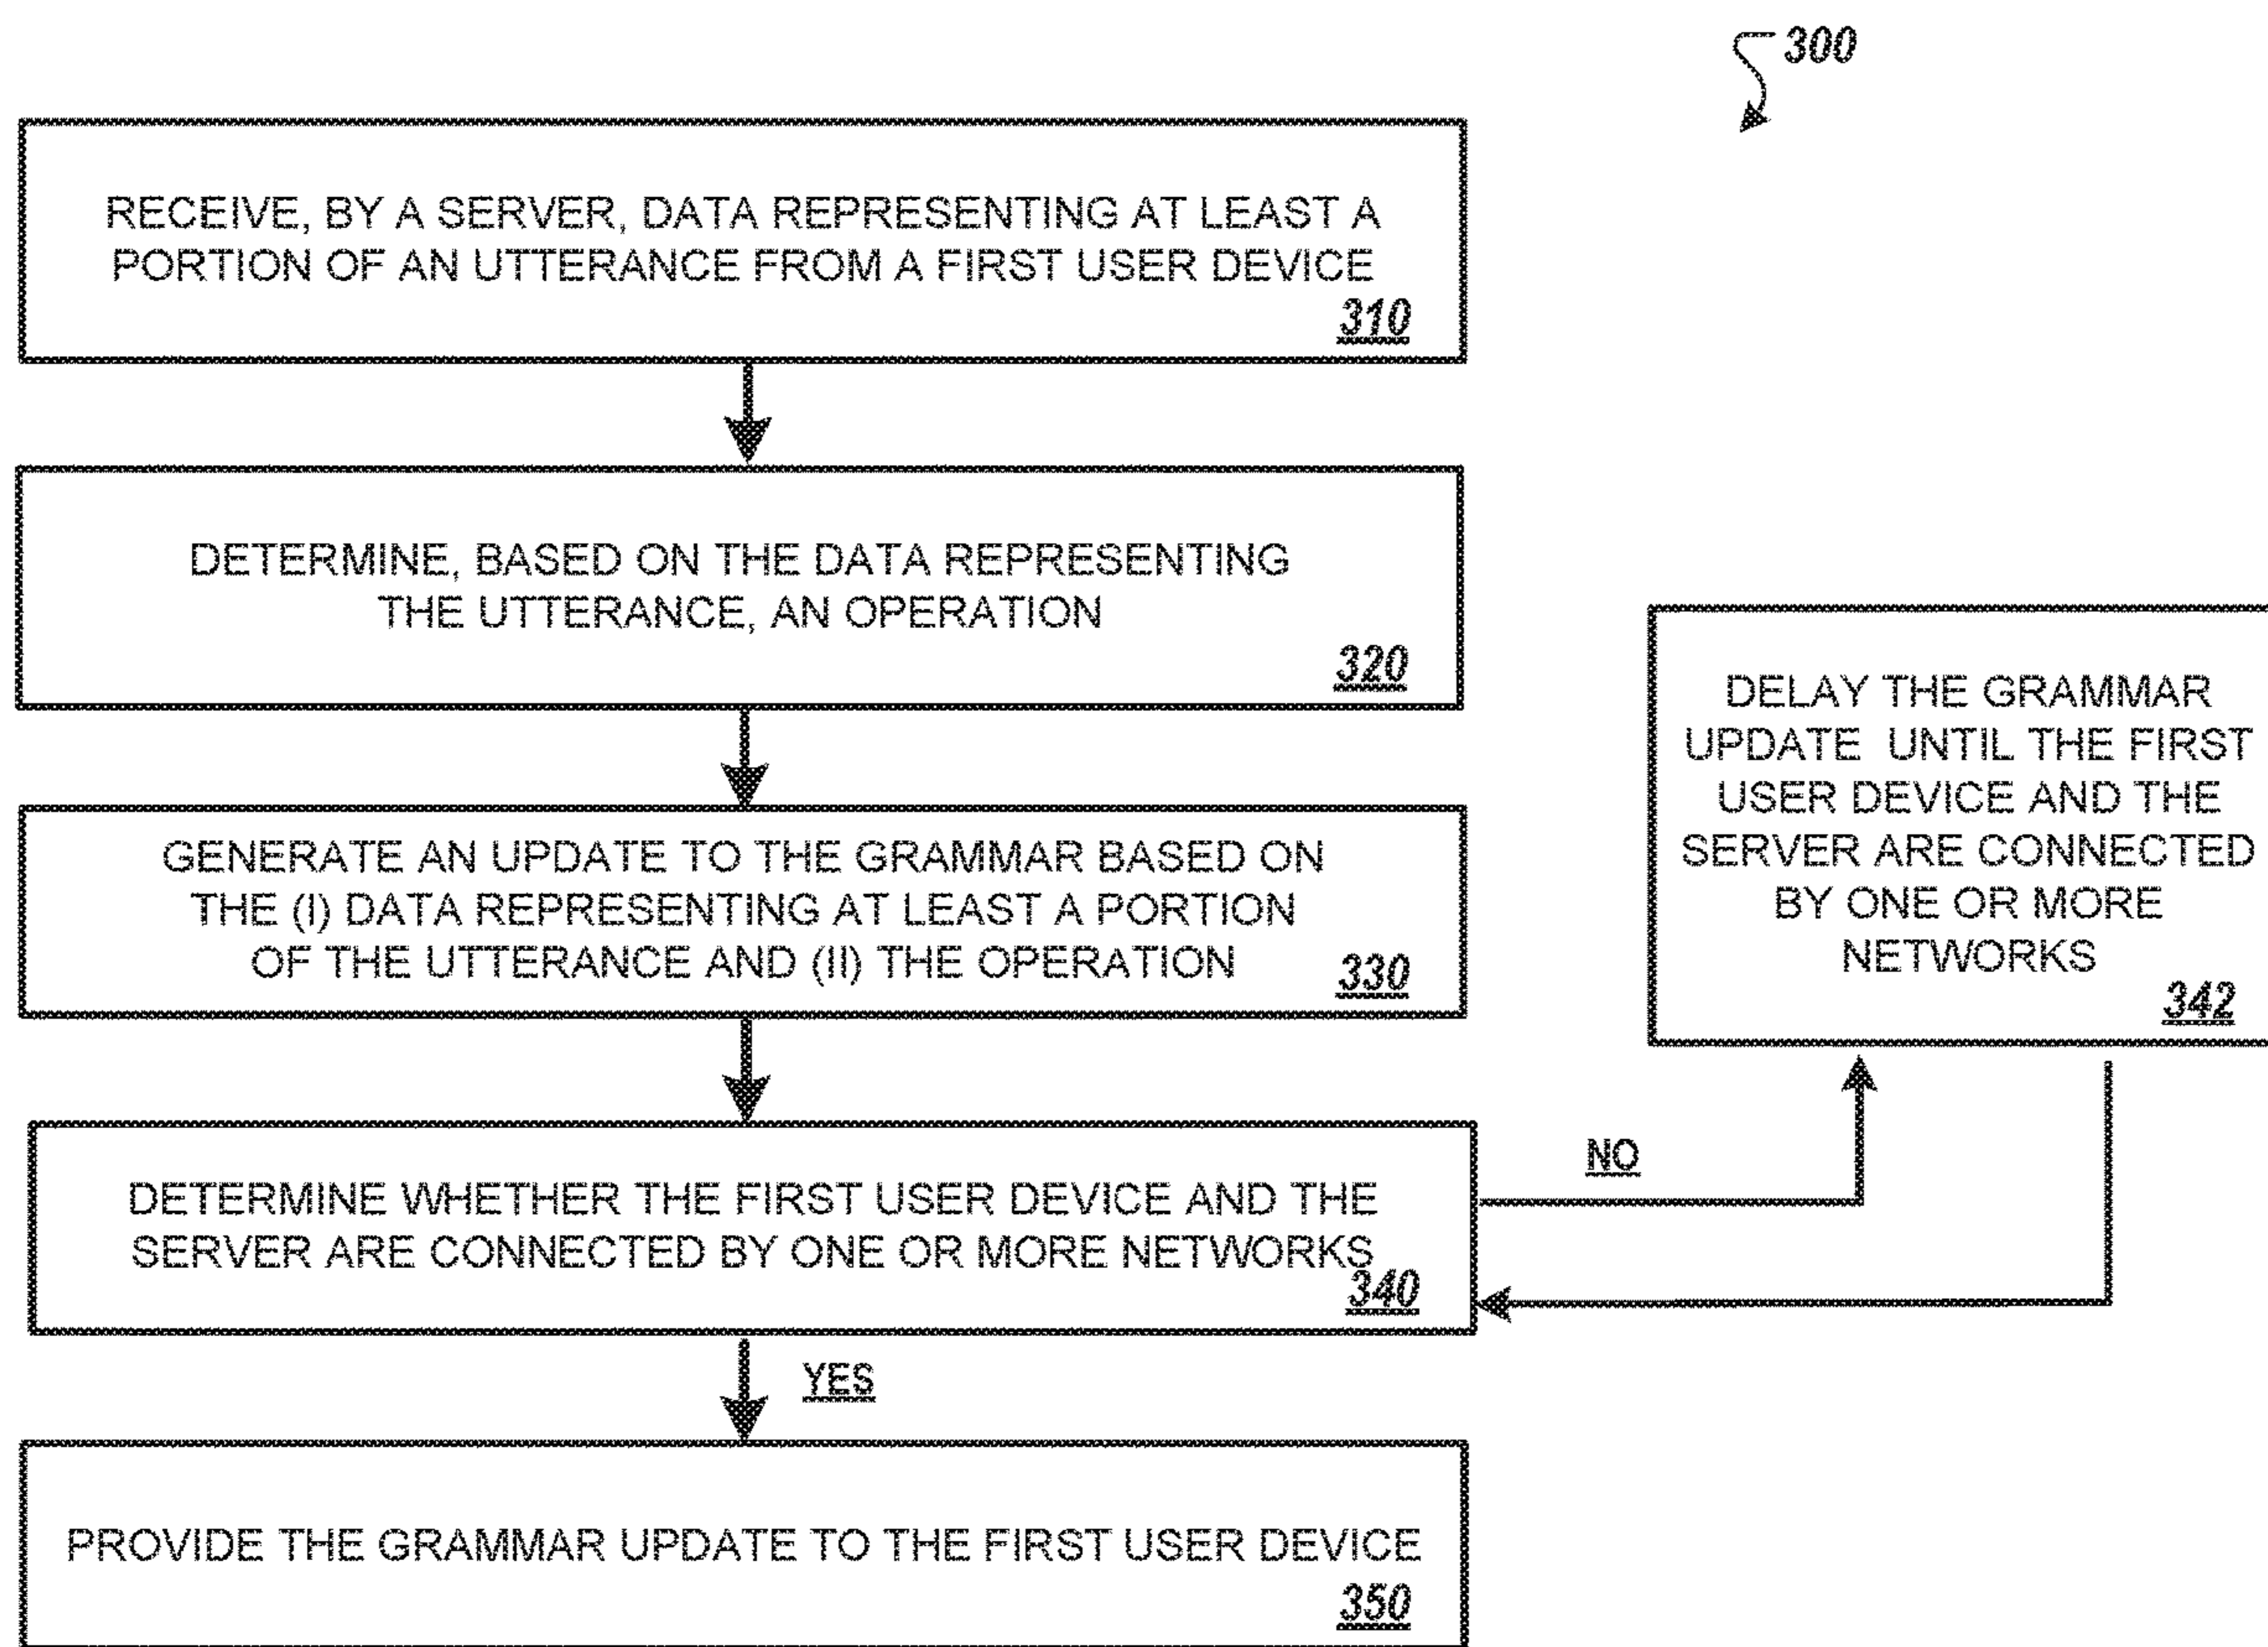 300
RECEIVE, BY A SERVER, DATA REPRESENTING AT LEAST A
PORTION OF AN UTTERANCE FROM A FIRST USER DEVICE
310
DETERMINE, BASED ON THE DATA REPRESENTING
THE UTTERANCE, AN OPERATION
320
GENERATE AN UPDATE TO THE GRAMMAR BASED ON
THE (I) DATA REPRESENTING AT LEAST A PORTION
OF THE UTTERANCE AND (II) THE OPERATION
330
DETERMINE WHETHER THE FIRST USER DEVICE AND THE
SERVER ARE CONNECTED BY ONE OR MORE NETWORKS
340
NO
DELAY THE GRAMMAR
UPDATE UNTIL THE FIRST
USER DEVICE AND THE
SERVER ARE CONNECTED
BY ONE OR MORE
NETWORKS
342
YES
PROVIDE THE GRAMMAR UPDATE TO THE FIRST USER DEVICE
350